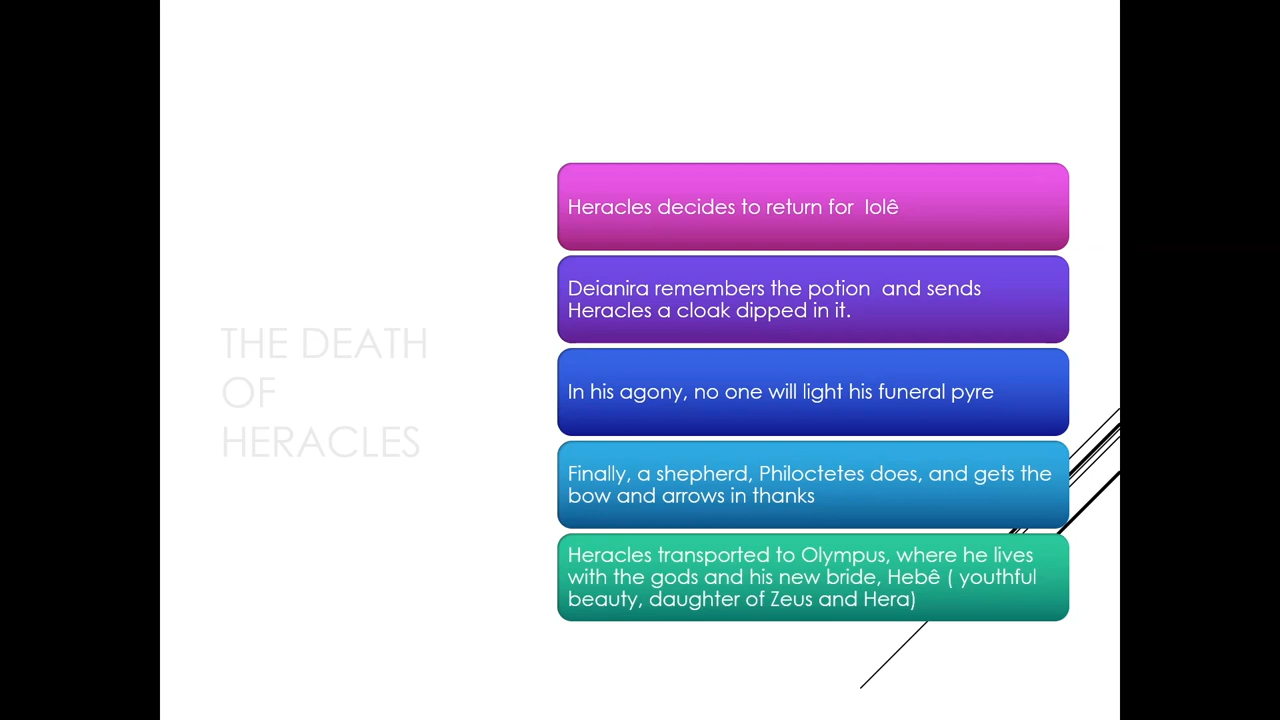 THE DEATH
OF
HERACLES
Heracles decides to return for  Iolê
Deianira remembers the potion  and sends
Heracles a cloak dipped in it.
In his agony, no one will light his funeral pyre
Finally, a shepherd, Philoctetes does, and gets the
bow and arrows in thanks
Heracles transported to Olympus, where he lives
with the gods and his new bride, Hebê ( youthful
beauty, daughter of Zeus and Hera)